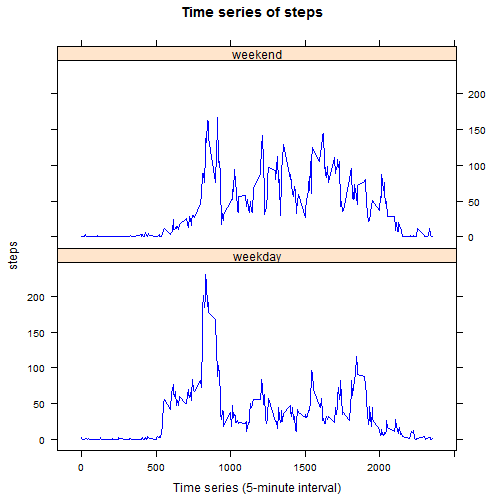 Time series of steps
weekend
200
150
100
50
0
steps
weekday
200
150
100
50
0
0 500 1000 1500 2000
Time series (5-minute interval)